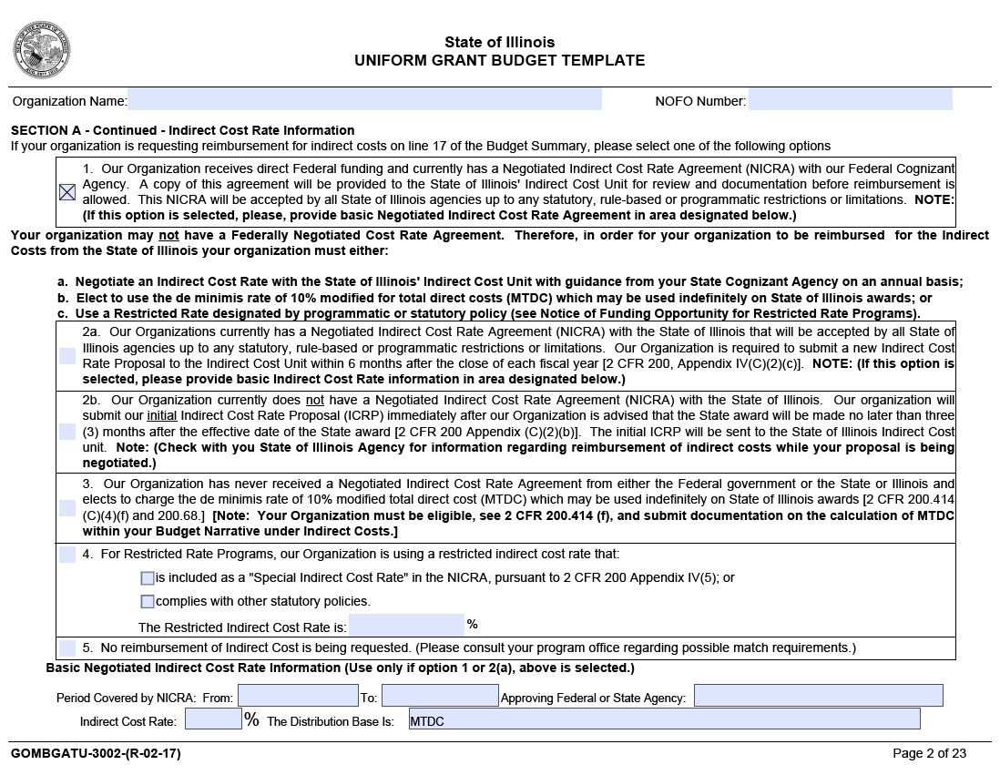 State of Illinois
UNIFORM GRANT BUDGET TEMPLATE
Organization Name: NOFO Number:
SECTION A - Continued - Indirect Cost Rate Information
If your organization is requesting reimbursement for indirect costs on line 17 of the Budget Summary, please select one of the following options
1. Our Organization receives direct Federal funding and currently has a Negotiated Indirect Cost Rate Agreement (NICRA) with our Federal Cognizant
Agency. A copy of this agreement will be provided to the State of Illinois' Indirect Cost Unit for review and documentation before reimbursement is
allowed. This NICRA will be accepted by all State of Illinois agencies up to any statutory, rule-based or programmatic restrictions or limitations. NOTE:
(If this option is selected, please, provide basic Negotiated Indirect Cost Rate Agreement in area designated below.)
Your organization may not have a Federally Negotiated Cost Rate Agreement. Therefore, in order for your organization to be reimbursed for the Indirect
Costs from the State of Illinois your organization must either:
a. Negotiate an Indirect Cost Rate with the State of Illinois' Indirect Cost Unit with guidance from your State Cognizant Agency on an annual basis;
b. Elect to use the de minimis rate of 10% modified for total direct costs (MTDC) which may be used indefinitely on State of Illinois awards; or
c. Use a Restricted Rate designated by programmatic or statutory policy (see Notice of Funding Opportunity for Restricted Rate Programs).
2a. Our Organizations currently has a Negotiated Indirect Cost Rate Agreement (NICRA) with the State of Illinois that will be accepted by all State of
Illinois agencies up to any statutory, rule-based or programmatic restrictions or limitations. Our Organization is required to submit a new Indirect Cost
Rate Proposal to the Indirect Cost Unit within 6 months after the close of each fiscal year [2 CFR 200, Appendix IV(C)(2)(c)]. NOTE: (If this option is
selected, please provide basic Indirect Cost Rate information in area designated below.)
2b. Our Organization currently does not have a Negotiated Indirect Cost Rate Agreement (NICRA) with the State of Illinois. Our organization will
submit our initial Indirect Cost Rate Proposal (ICRP) immediately after our Organization is advised that the State award will be made no later than three
(3) months after the effective date of the State award [2 CFR 200 Appendix (C)(2)(b)]. The initial ICRP will be sent to the State of Illinois Indirect Cost
unit. Note: (Check with you State of Illinois Agency for information regarding reimbursement of indirect costs while your proposal is being
negotiated.)
3. Our Organization has never received a Negotiated Indirect Cost Rate Agreement from either the Federal government or the State or Illinois and
elects to charge the de minimis rate of 10% modified total direct cost (MTDC) which may be used indefinitely on State of Illinois awards [2 CFR 200.414
(C)(4)(f) and 200.68.] [Note: Your Organization must be eligible, see 2 CFR 200.414 (f), and submit documentation on the calculation of MTDC
within your Budget Narrative under Indirect Costs.]
4. For Restricted Rate Programs, our Organization is using a restricted indirect cost rate that:
is included as a "Special Indirect Cost Rate" in the NICRA, pursuant to 2 CFR 200 Appendix IV(5); or
complies with other statutory policies.
The Restricted Indirect Cost Rate is: %
5. No reimbursement of Indirect Cost is being requested. (Please consult your program office regarding possible match requirements.)
Basic Negotiated Indirect Cost Rate Information (Use only if option 1 or 2(a), above is selected.)
Period Covered by NICRA: From: To: Approving Federal or State Agency:
Indirect Cost Rate: % The Distribution Base Is: MTDC
GOMBGATU-3002-(R-02-17) Page 2 of 23